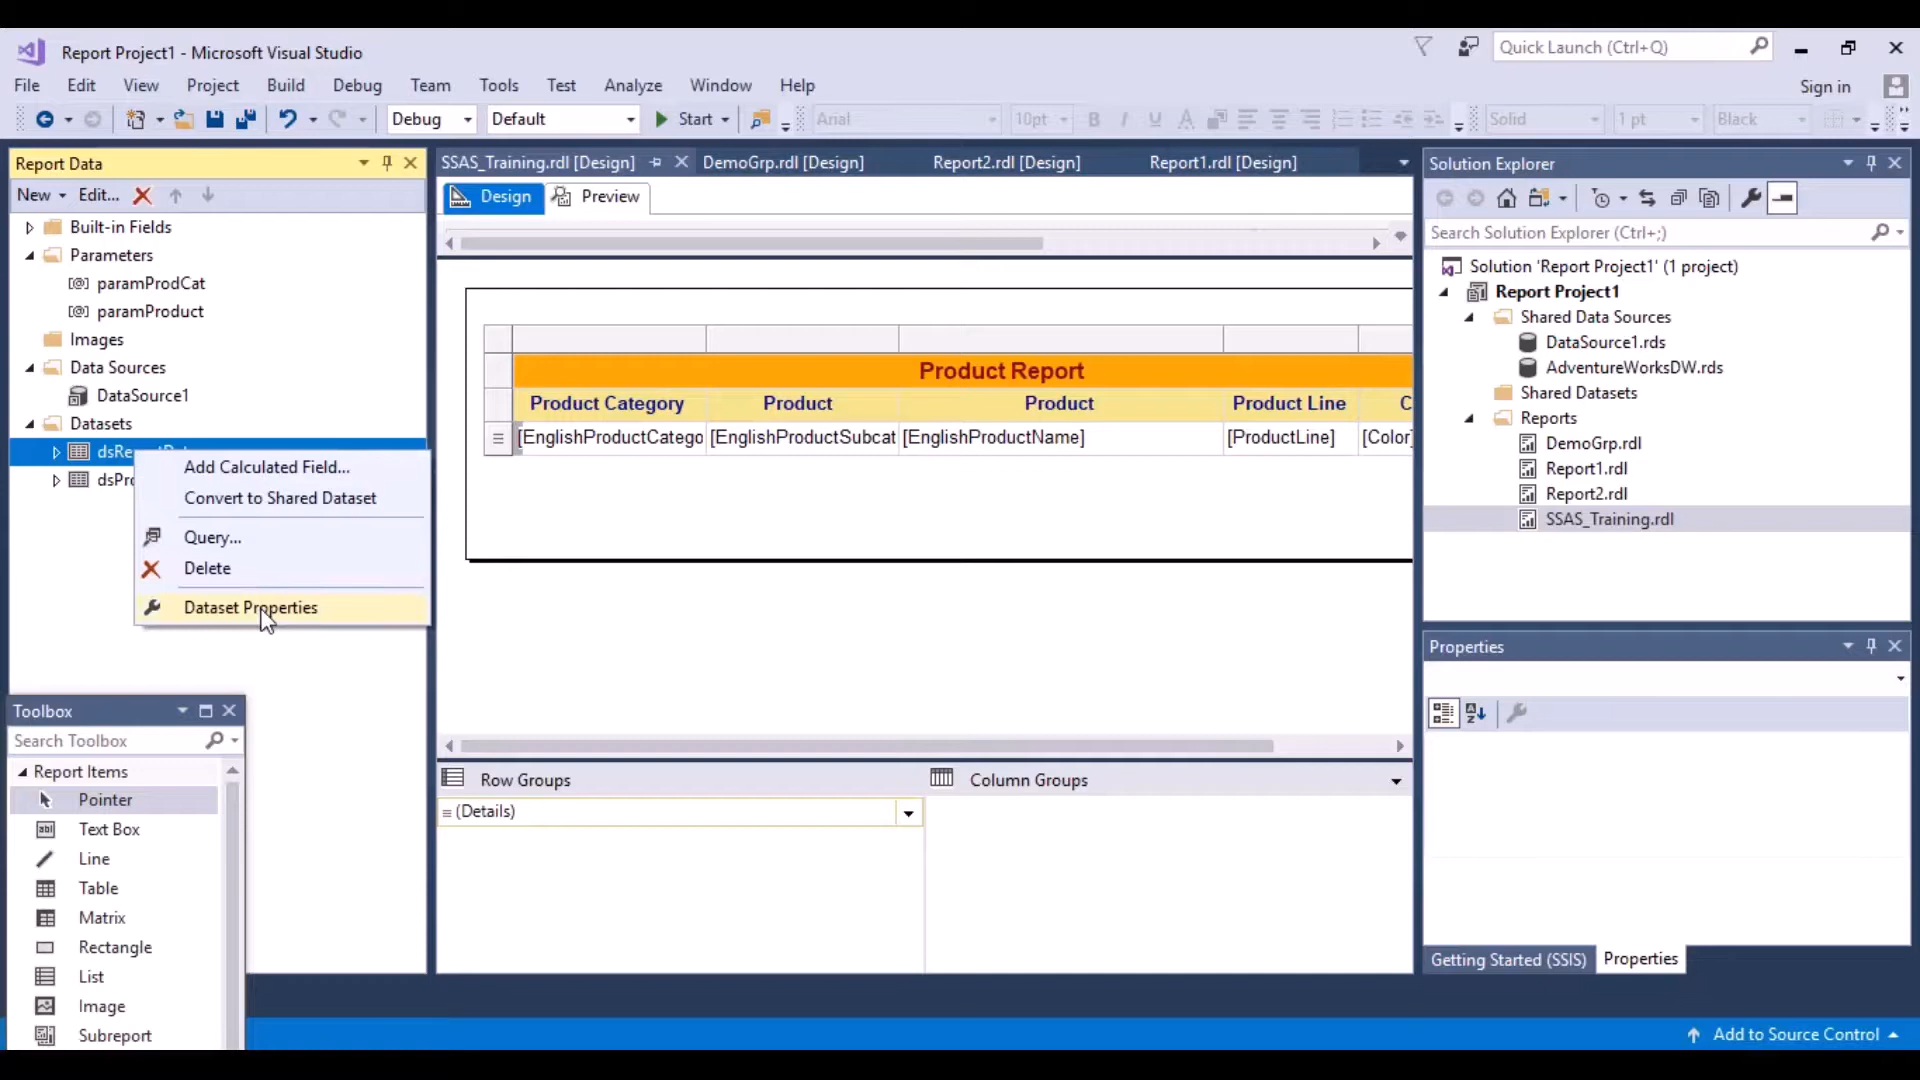 Report Project1 - Microsoft Visual Studio
Quick Launch (Ctrl+Q)
File Edit View Project Build Debug Team Tools Test Analyze Window Help
Sign in
Debug Default Start Arial 10pt B I U A Solid 1 pt Black
Report Data
New Edit...
Built-in Fields
Parameters
[@] paramProdCat
[@] paramProduct
Images
Data Sources
DataSource1
Datasets
Add Calculated Field...
Convert to Shared Dataset
Query...
Delete
Dataset Properties
SSAS_Training.rdl [Design] DemoGrp.rdl [Design] Report2.rdl [Design] Report1.rdl [Design]
Design Preview
Product Report
Product Category Product Product Product Line C
[EnglishProductCatego [EnglishProductSubcat [EnglishProductName] [ProductLine] [Color]
Row Groups Column Groups
(Details)
Toolbox
Search Toolbox
Report Items
Pointer
Text Box
Line
Table
Matrix
Rectangle
List
Image
Subreport
Solution Explorer
Search Solution Explorer (Ctrl+;)
Solution 'Report Project1' (1 project)
Report Project1
Shared Data Sources
DataSource1.rds
AdventureWorksDW.rds
Shared Datasets
Reports
DemoGrp.rdl
Report1.rdl
Report2.rdl
SSAS_Training.rdl
Properties
Getting Started (SSIS) Properties
Add to Source Control